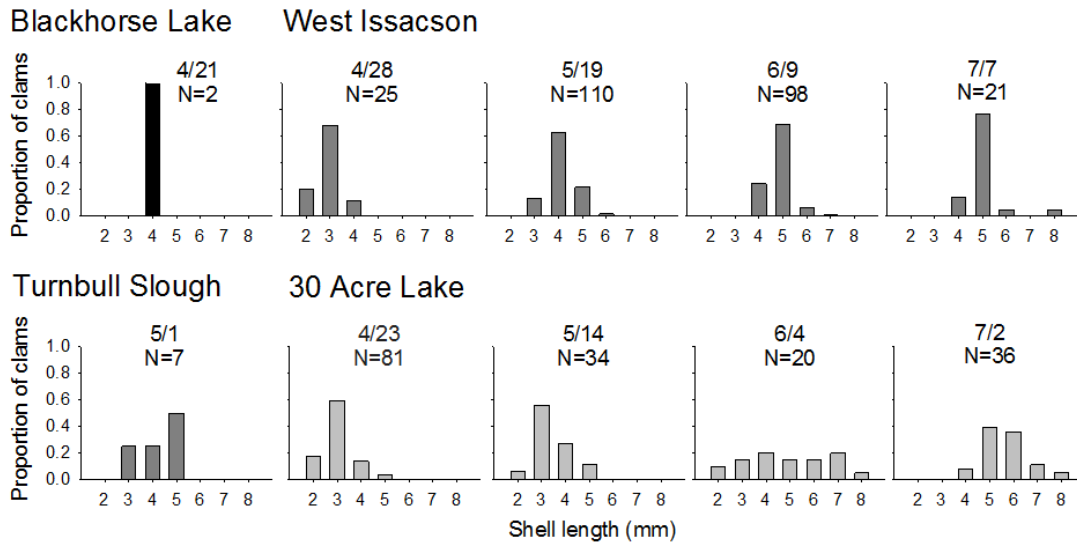 Blackhorse Lake West Issacson
4/21 4/28 5/19 6/9 7/7
N=2 N=25 N=110 N=98 N=21
Proportion of clams
1.0
0.8
0.6
0.4
0.2
0.0
2 3 4 5 6 7 8 2 3 4 5 6 7 8 2 3 4 5 6 7 8 2 3 4 5 6 7 8 2 3 4 5 6 7 8
Turnbull Slough 30 Acre Lake
5/1 4/23 5/14 6/4 7/2
N=7 N=81 N=34 N=20 N=36
Proportion of clams
1.0
0.8
0.6
0.4
0.2
0.0
2 3 4 5 6 7 8 2 3 4 5 6 7 8 2 3 4 5 6 7 8 2 3 4 5 6 7 8 2 3 4 5 6 7 8
Shell length (mm)